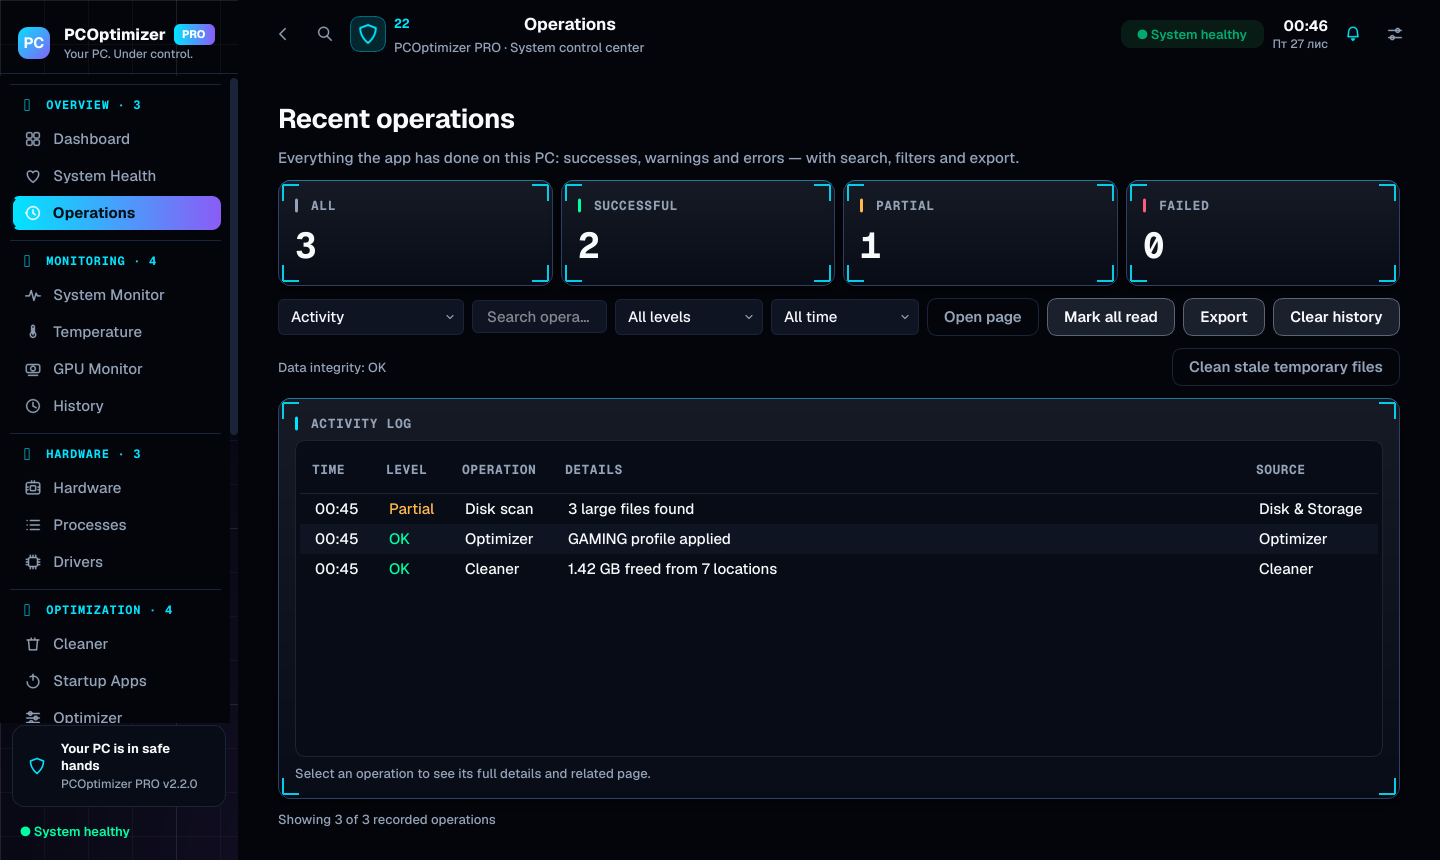 PC
PCOptimizer PRO
Your PC. Under control.
OVERVIEW · 3
Dashboard
System Health
Operations
MONITORING · 4
System Monitor
Temperature
GPU Monitor
History
HARDWARE · 3
Hardware
Processes
Drivers
OPTIMIZATION · 4
Cleaner
Startup Apps
Optimizer
Your PC is in safe
hands
PCOptimizer PRO v2.2.0
System healthy
22
Operations
PCOptimizer PRO · System control center
System healthy
00:46
Пт 27 лис
Recent operations
Everything the app has done on this PC: successes, warnings and errors — with search, filters and export.
ALL
3
SUCCESSFUL
2
PARTIAL
1
FAILED
0
Activity
Search opera...
All levels
All time
Open page
Mark all read
Export
Clear history
Data integrity: OK
Clean stale temporary files
ACTIVITY LOG
TIME LEVEL OPERATION DETAILS SOURCE
00:45 Partial Disk scan 3 large files found Disk & Storage
00:45 OK Optimizer GAMING profile applied Optimizer
00:45 OK Cleaner 1.42 GB freed from 7 locations Cleaner
Select an operation to see its full details and related page.
Showing 3 of 3 recorded operations